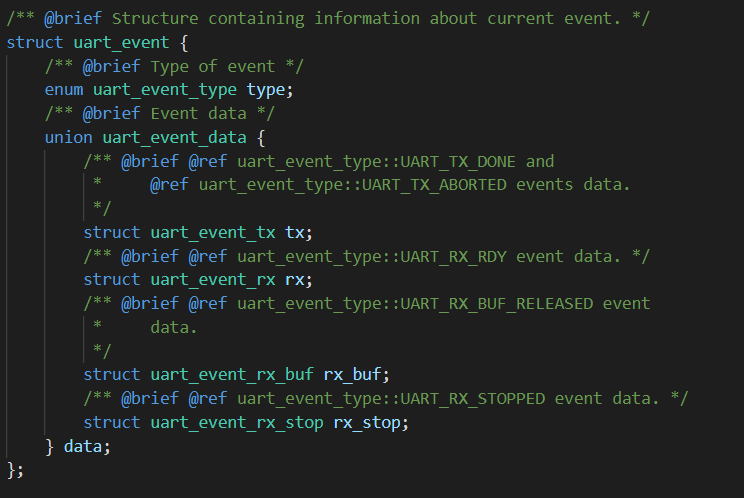 /** @brief Structure containing information about current event. */
struct uart_event {
    /** @brief Type of event */
    enum uart_event_type type;
    /** @brief Event data */
    union uart_event_data {
        /** @brief @ref uart_event_type::UART_TX_DONE and
         *     @ref uart_event_type::UART_TX_ABORTED events data.
         */
        struct uart_event_tx tx;
        /** @brief @ref uart_event_type::UART_RX_RDY event data. */
        struct uart_event_rx rx;
        /** @brief @ref uart_event_type::UART_RX_BUF_RELEASED event
         *     data.
         */
        struct uart_event_rx_buf rx_buf;
        /** @brief @ref uart_event_type::UART_RX_STOPPED event data. */
        struct uart_event_rx_stop rx_stop;
    } data;
};